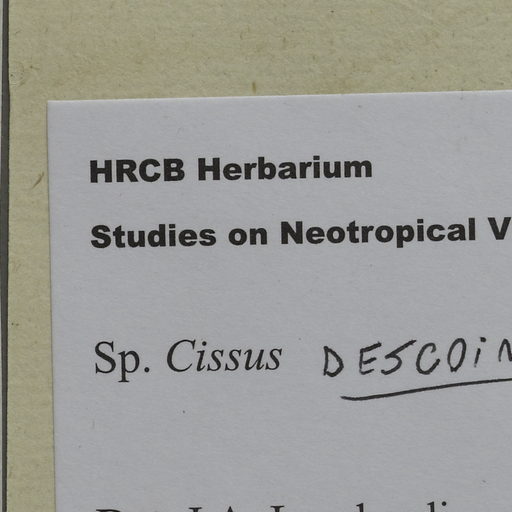 HRCB Herbarium
Studies on Neotropical V
Sp. Cissus DESCOIN